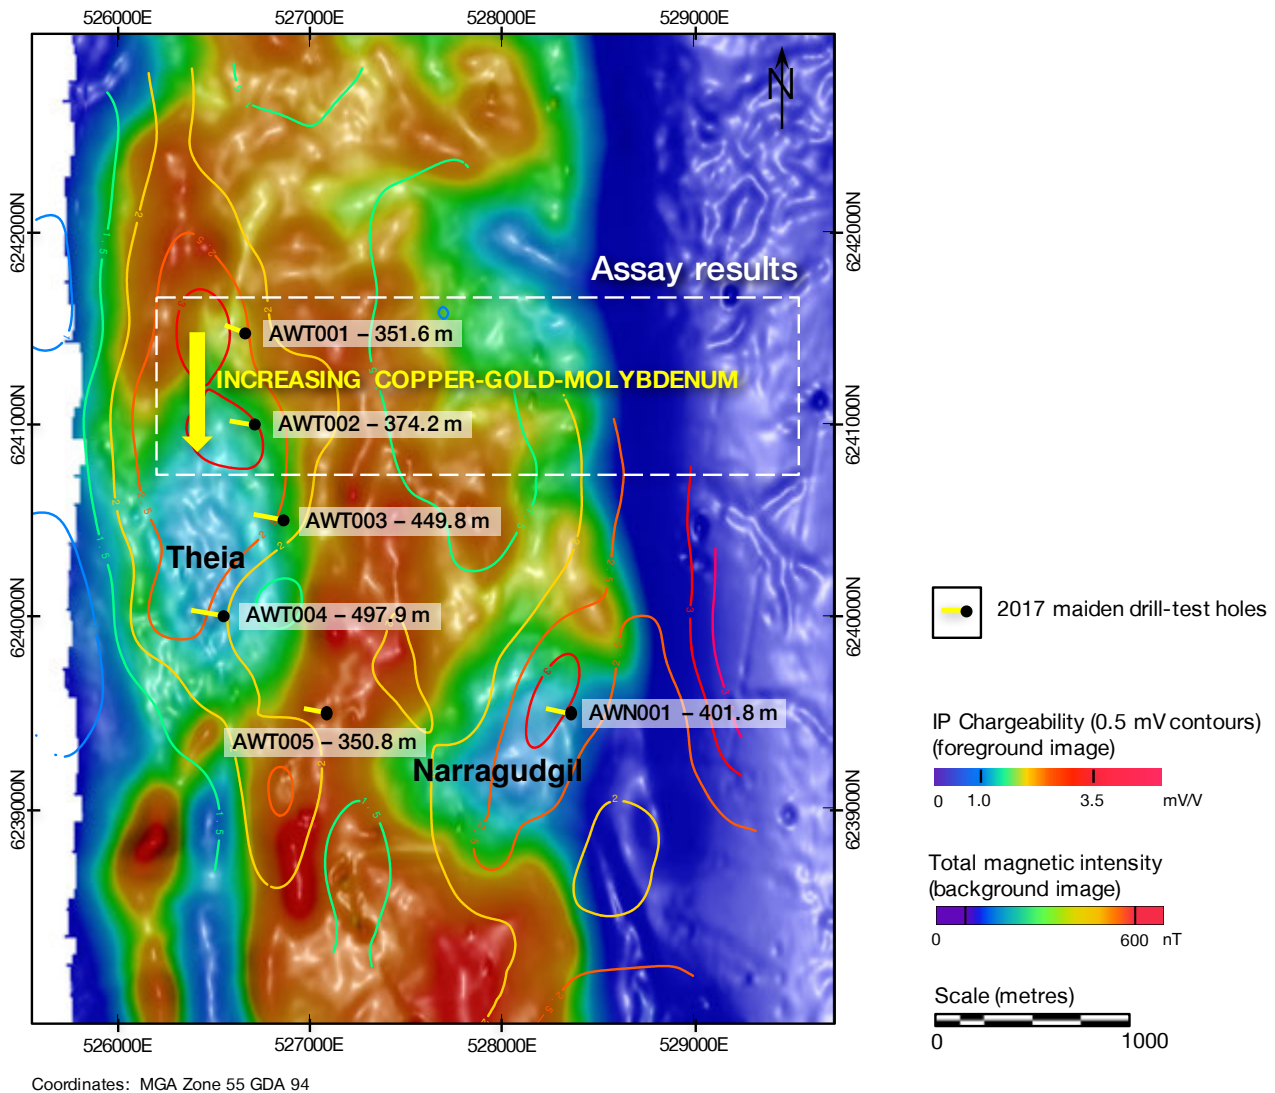 526000E 527000E 528000E 529000E
N
6242000N 6242000N
Assay results
AWT001 – 351.6 m
INCREASING COPPER-GOLD-MOLYBDENUM
6241000N AWT002 – 374.2 m 6241000N
AWT003 – 449.8 m
Theia
6240000N AWT004 – 497.9 m 6240000N
2017 maiden drill-test holes
AWN001 – 401.8 m
AWT005 – 350.8 m
Narragudgil
6239000N 6239000N
IP Chargeability (0.5 mV contours)
(foreground image)
0 1.0 3.5 mV/V
Total magnetic intensity
(background image)
0 600 nT
Scale (metres)
0 1000
526000E 527000E 528000E 529000E
Coordinates: MGA Zone 55 GDA 94